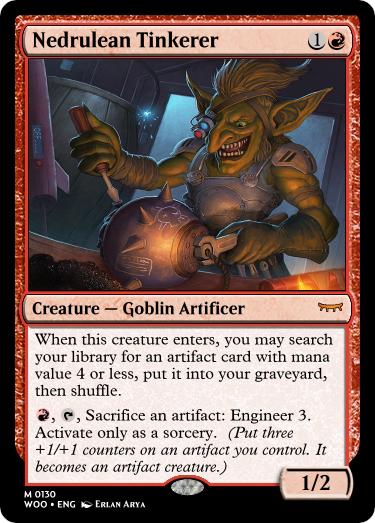 Nedrulean Tinkerer 1
Creature — Goblin Artificer
When this creature enters, you may search
your library for an artifact card with mana
value 4 or less, put it into your graveyard,
then shuffle.
, , Sacrifice an artifact: Engineer 3.
Activate only as a sorcery. (Put three
+1/+1 counters on an artifact you control. It
becomes an artifact creature.)
1/2
M 0130
WOO • ENG Erlan Arya